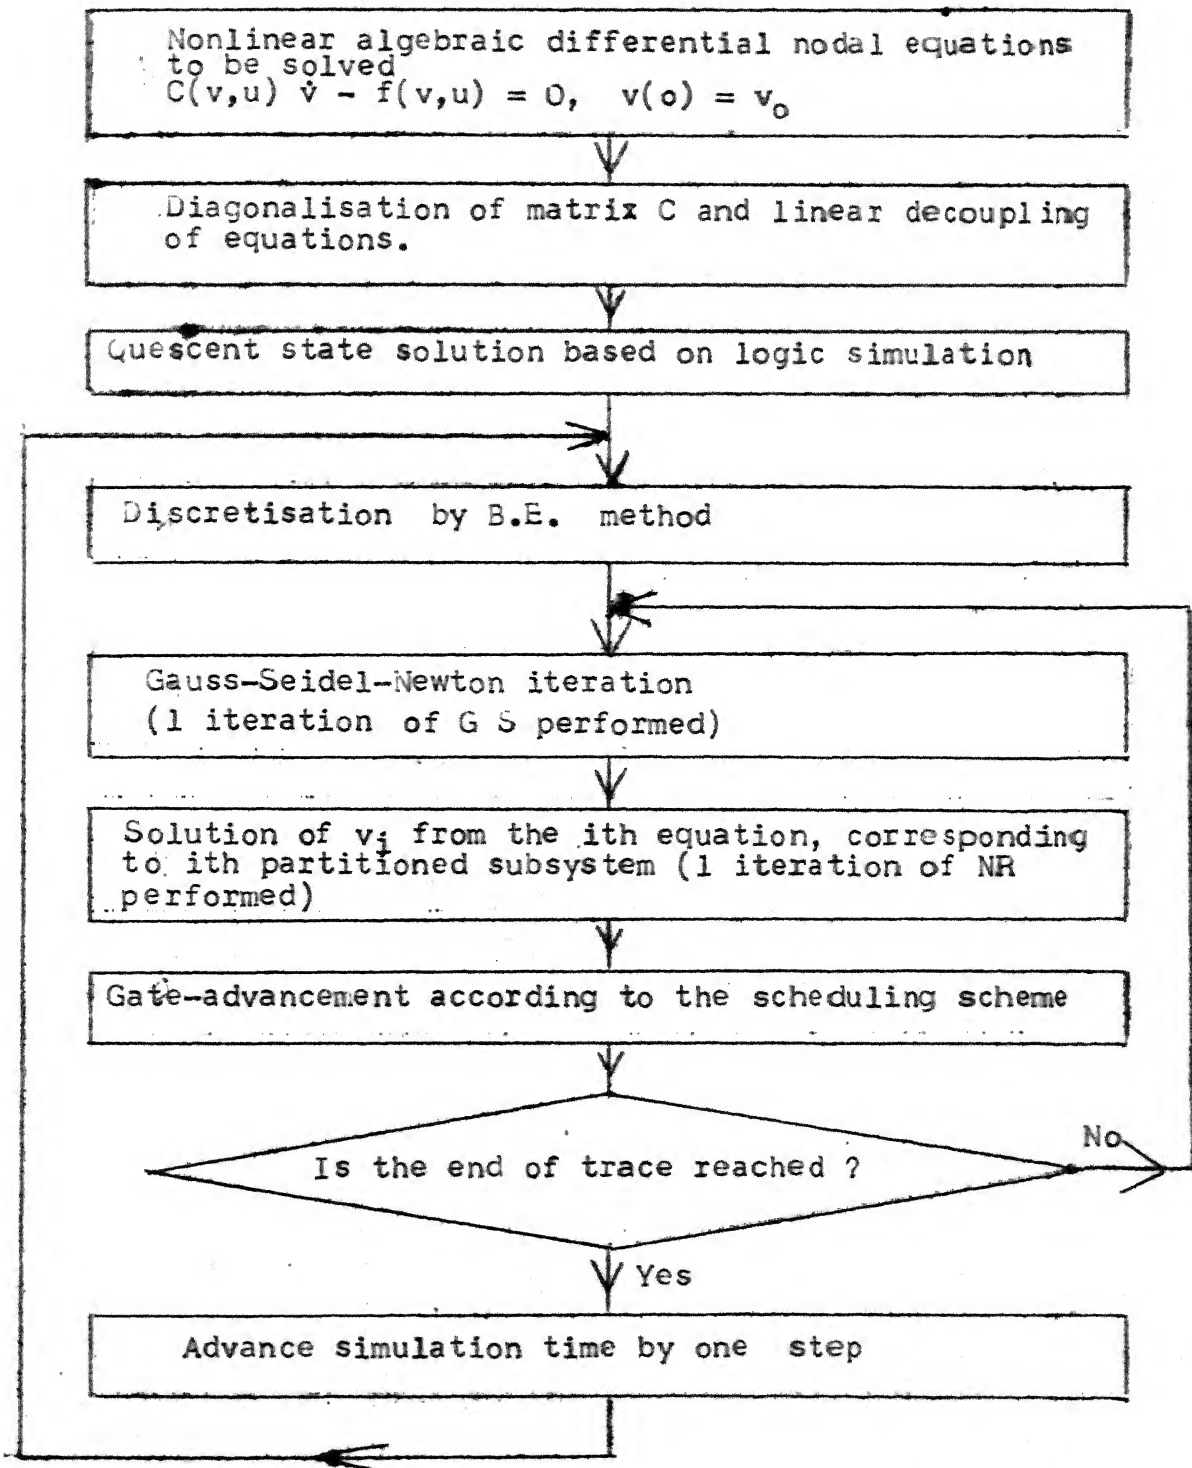 Nonlinear algebraic differential nodal equations
to be solved
C(v,u) v̇ - f(v,u) = 0, v(o) = v₀
Diagonalisation of matrix C and linear decoupling
of equations.
Quescent state solution based on logic simulation
Discretisation by B.E. method
Gauss-Seidel-Newton iteration
(1 iteration of G S performed)
Solution of vᵢ from the ith equation, corresponding
to ith partitioned subsystem (1 iteration of NR
performed)
Gate-advancement according to the scheduling scheme
Is the end of trace reached ?
No
Yes
Advance simulation time by one step